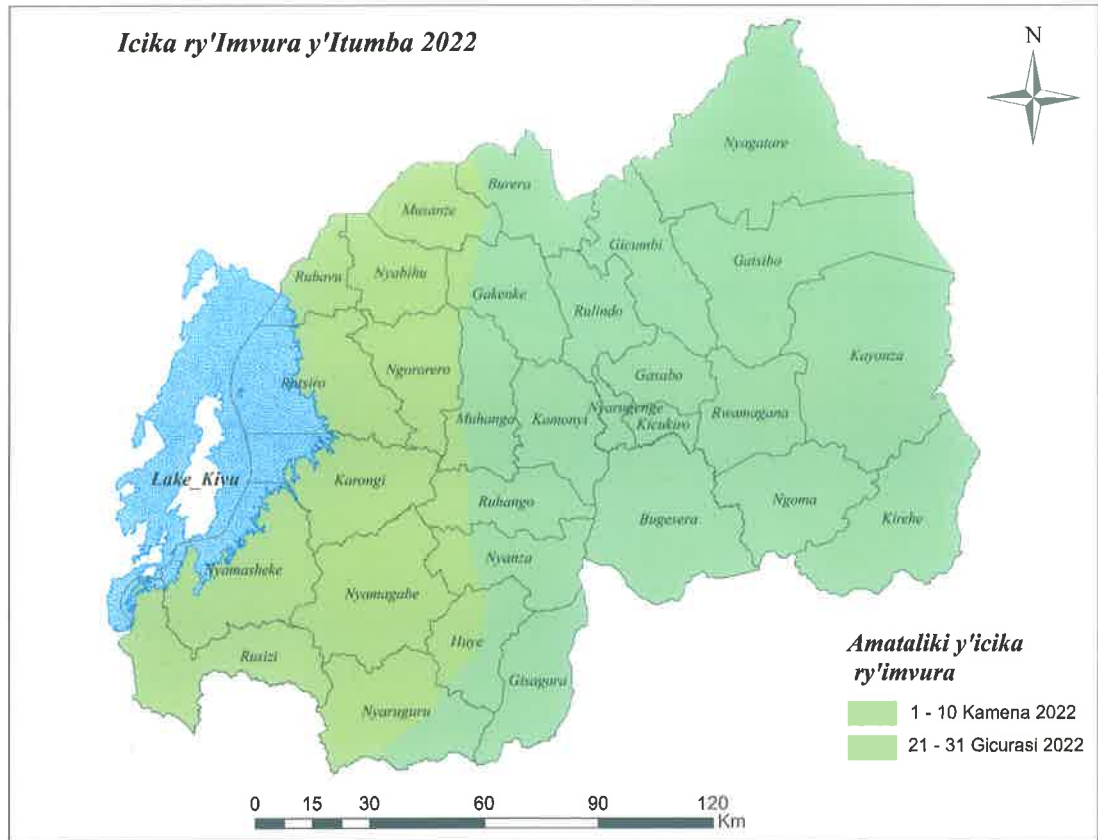 Icika ry'Imvura y'Itumba 2022
N
Nyagatare
Burera
Musanze
Gicumbi
Gatsibo
Rubavu
Nyabihu
Gakenke
Rulindo
Kayonza
Rutsiro
Ngororero
Gasabo
Muhanga
Kamonyi
Nyarugenge
Kicukiro
Rwamagana
Lake_Kivu
Karongi
Ruhango
Bugesera
Ngoma
Kirehe
Nyamasheke
Nyanza
Nyamagabe
Huye
Rusizi
Gisagara
Nyaruguru
Amataliki y'icika
ry'imvura
1 - 10 Kamena 2022
21 - 31 Gicurasi 2022
0 15 30 60 90 120
Km